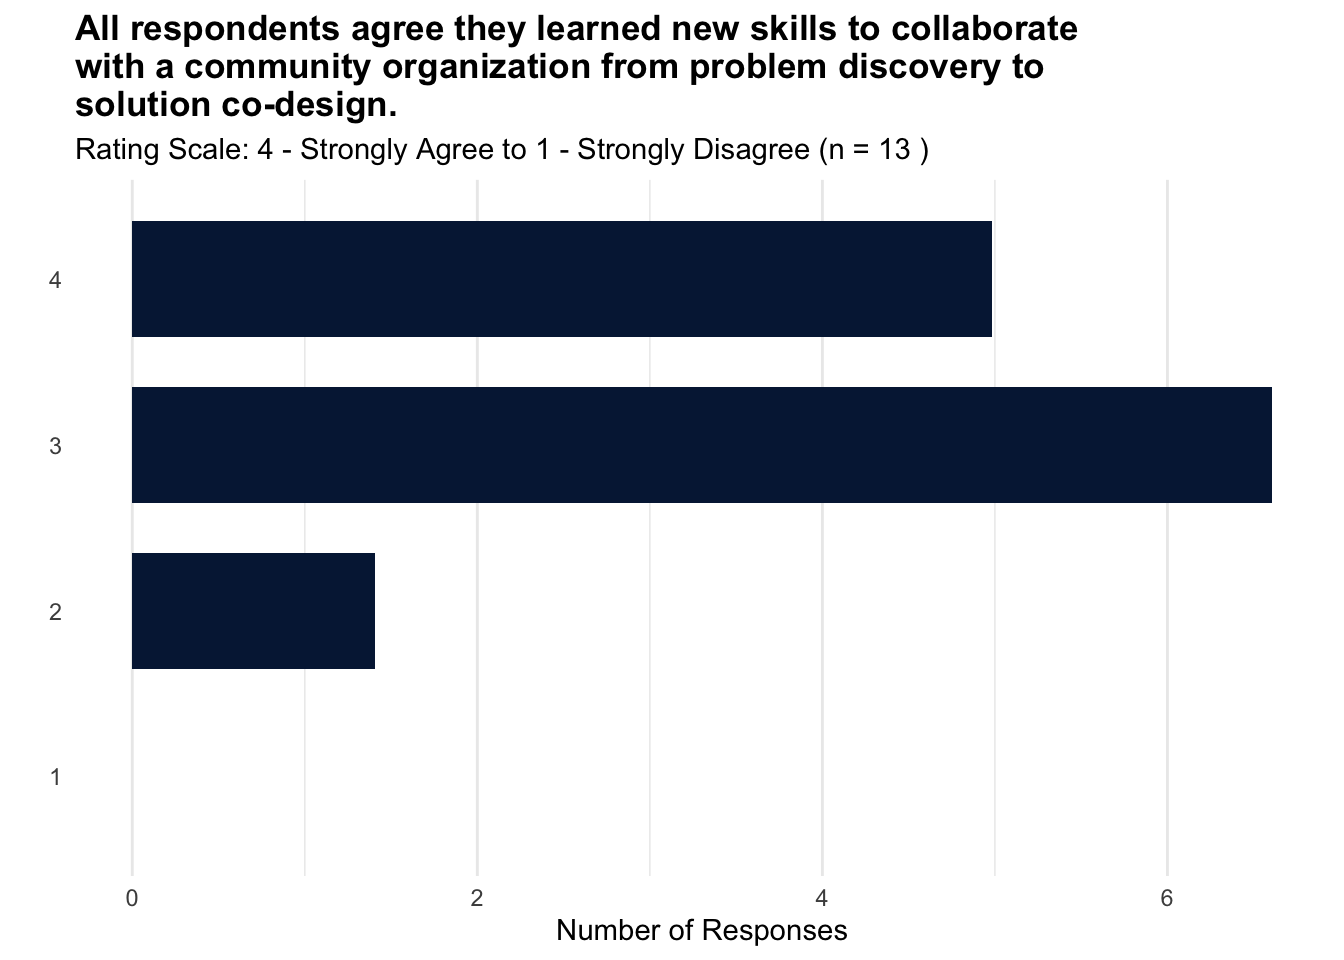 All respondents agree they learned new skills to collaborate
with a community organization from problem discovery to
solution co-design.
Rating Scale: 4 - Strongly Agree to 1 - Strongly Disagree (n = 13 )
4
3
2
1
0 2 4 6
Number of Responses